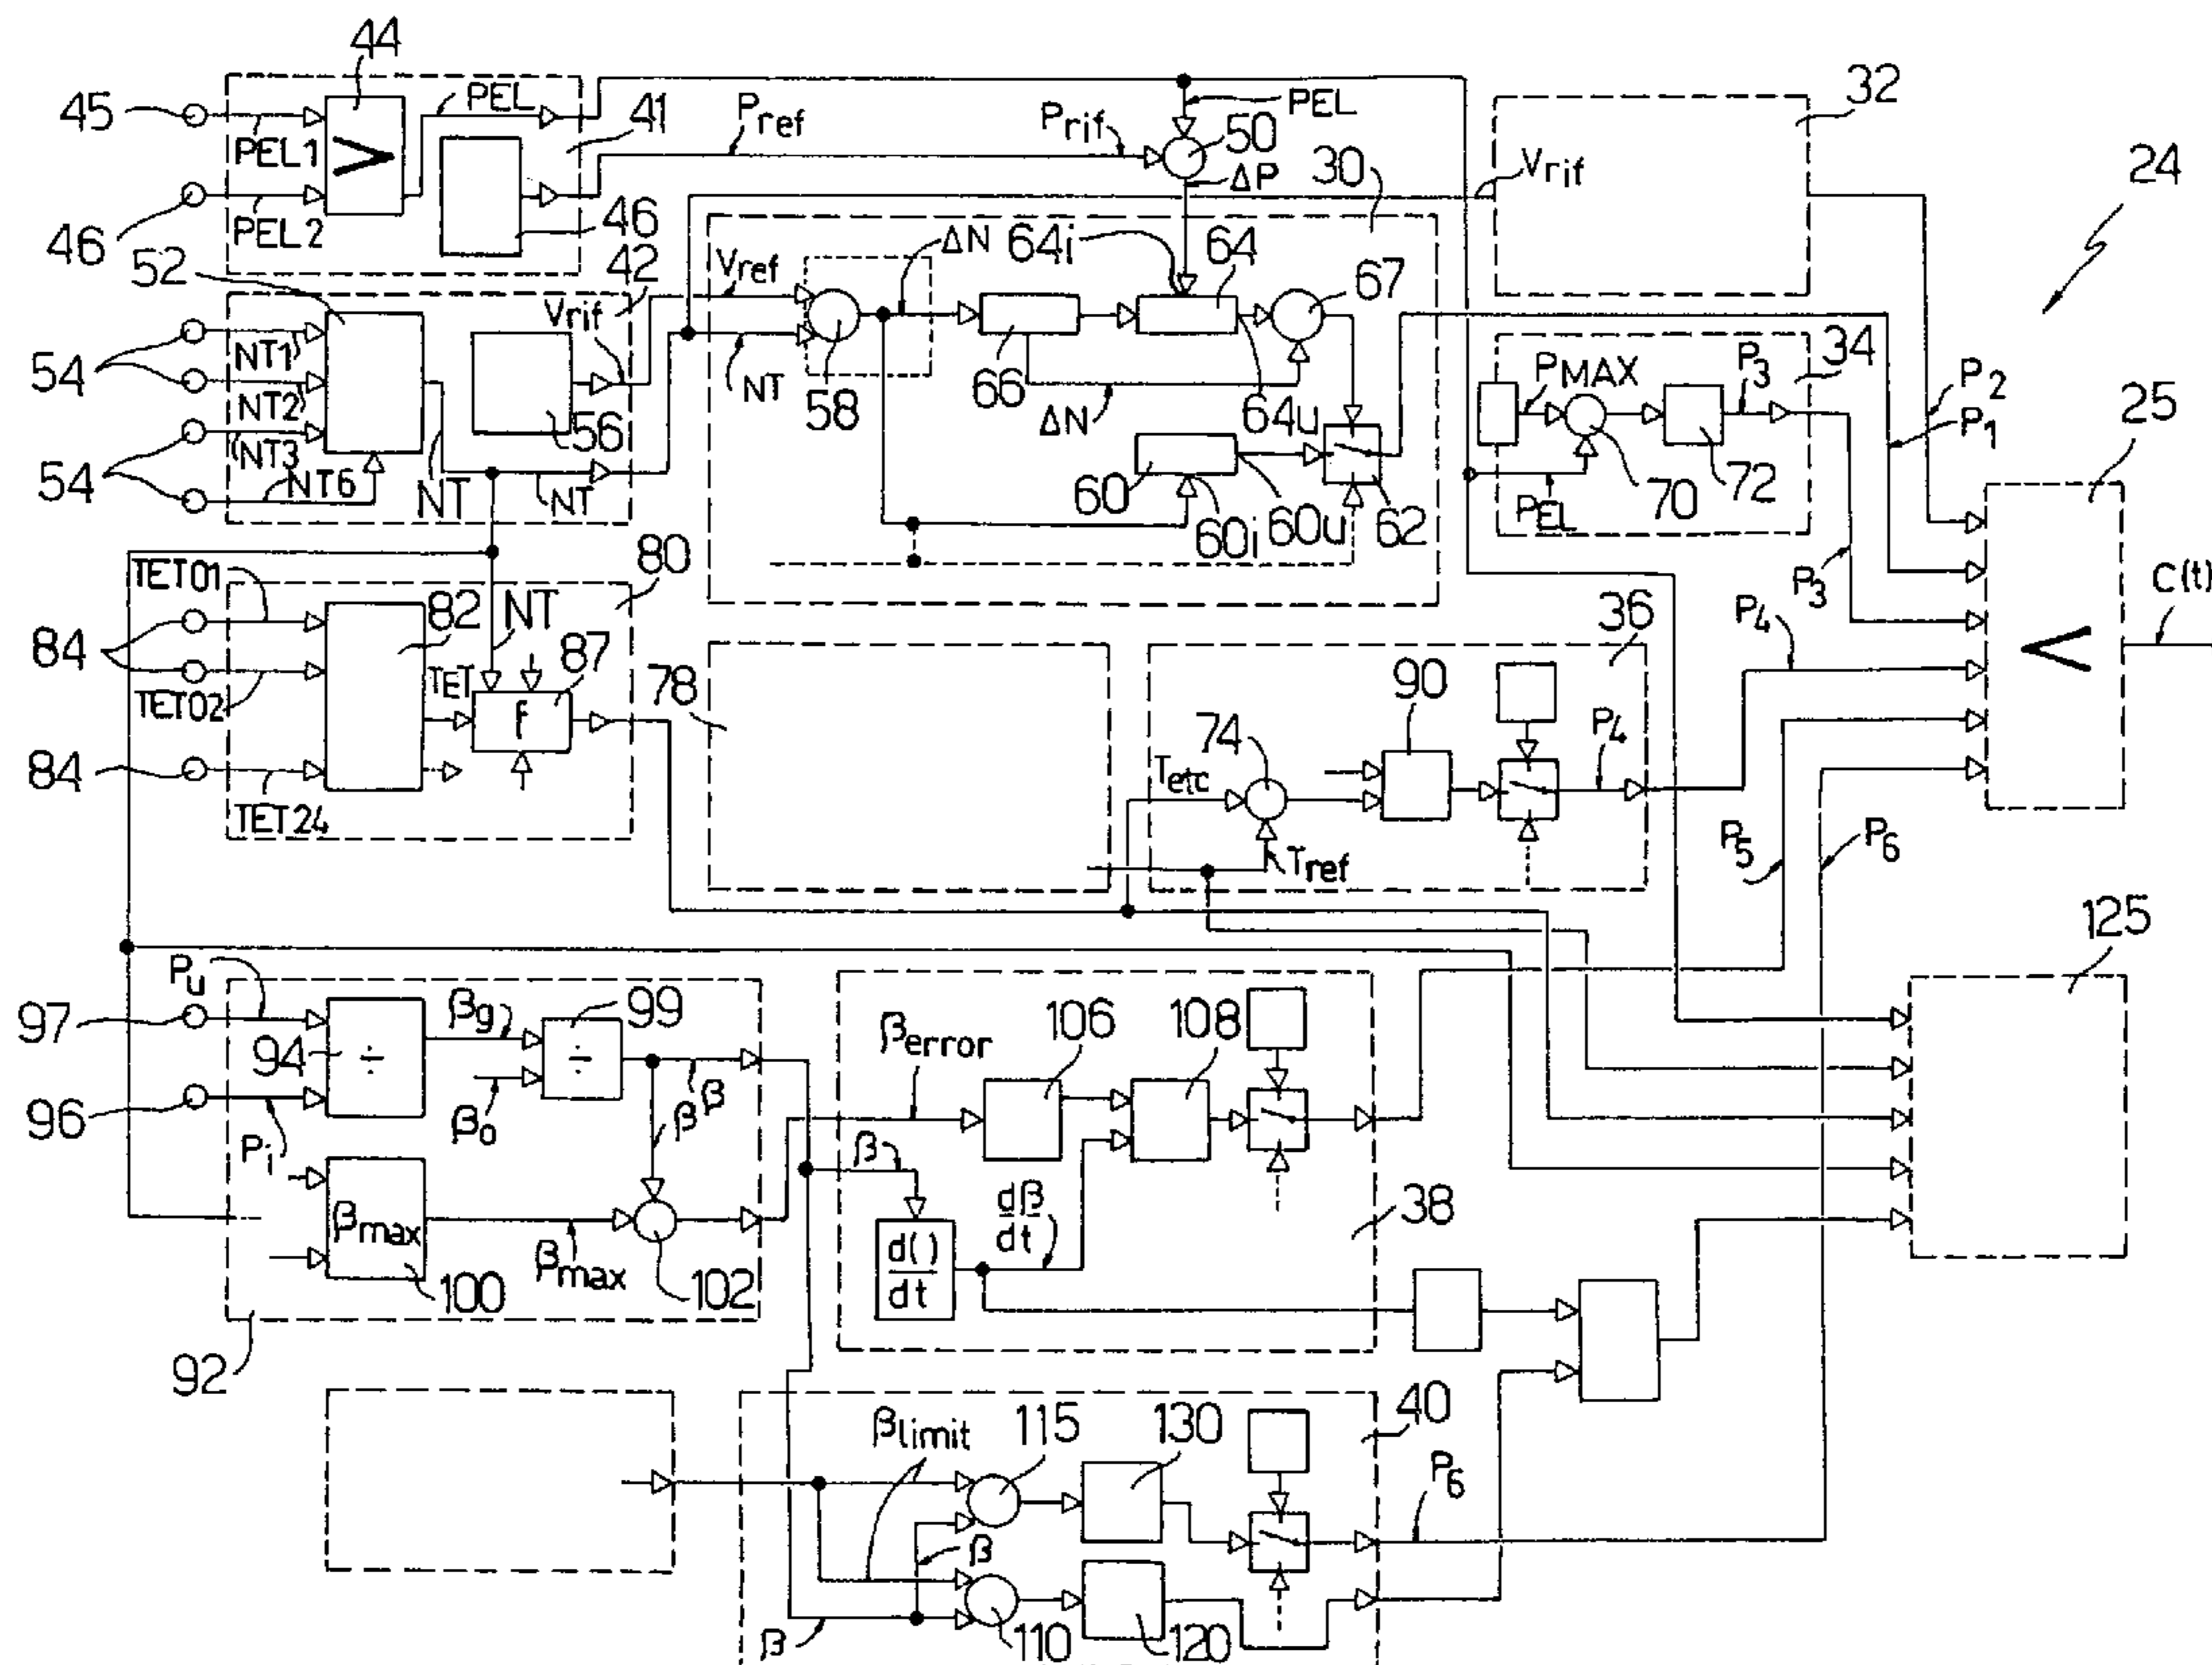 44
45
PEL1
>
PEL
41
Pref
Prif
PEL
50
ΔP
30
32
Vrif
24
46
PEL2
46
52
42
Vref
ΔN
64i
64
67
54
NT1
NT2
Vrif
56
NT
58
66
ΔN
64u
PMAX
P3
34
P2
P1
25
54
NT3
NT6
NT
NT
60
60i
60u
62
PEL
70
72
P3
C(t)
<
TET01
80
84
82
NT
TET02
TET
87
f
78
36
90
P4
P4
84
TET24
74
Tetc
Tref
P5
P6
125
Pu
97
94
÷
βg
99
÷
βerror
106
108
96
Pi
βo
β
β
β
dβ
dt
38
βmax
100
βmax
102
d()
dt
92
βlimit
115
130
40
P6
β
β
110
120